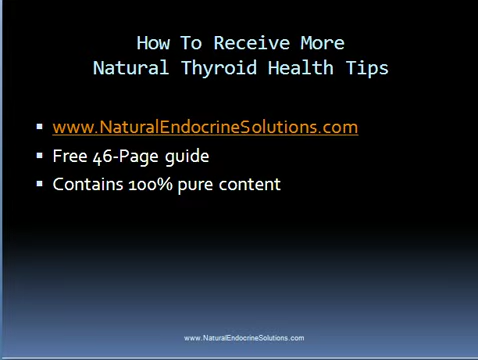 How To Receive More
Natural Thyroid Health Tips
www.NaturalEndocrineSolutions.com
Free 46-Page guide
Contains 100% pure content
www.NaturalEndocrineSolutions.com